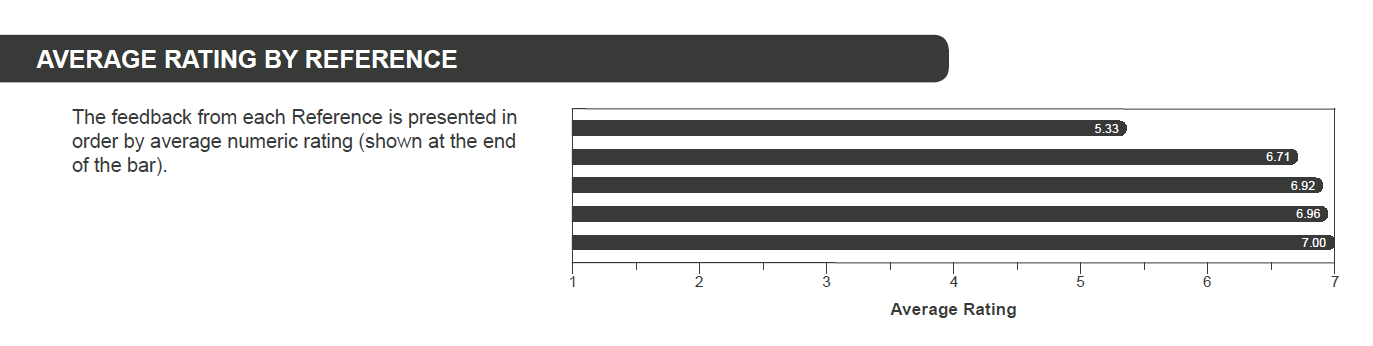 AVERAGE RATING BY REFERENCE
The feedback from each Reference is presented in
order by average numeric rating (shown at the end
of the bar).
5.33
6.71
6.92
6.96
7.00
1 2 3 4 5 6 7
Average Rating